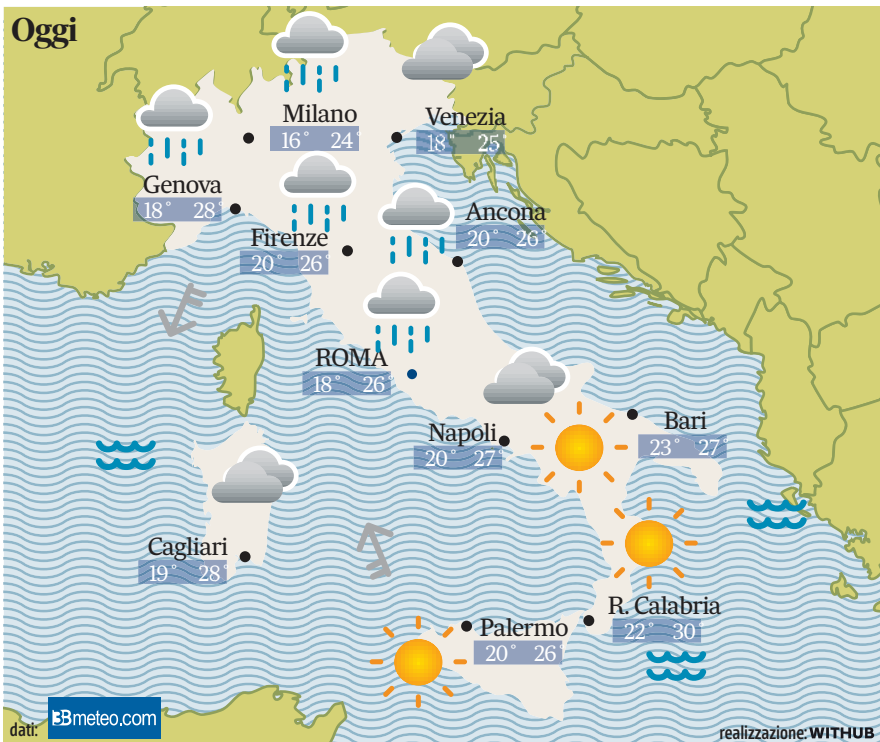 Oggi
Milano
16° 24°
Venezia
18° 25°
Genova
18° 28°
Firenze
20° 26°
Ancona
20° 26°
ROMA
18° 26°
Napoli
20° 27°
Bari
23° 27°
Cagliari
19° 28°
R. Calabria
22° 30°
Palermo
20° 26°
dati: 3Bmeteo.com
realizzazione: WITHUB